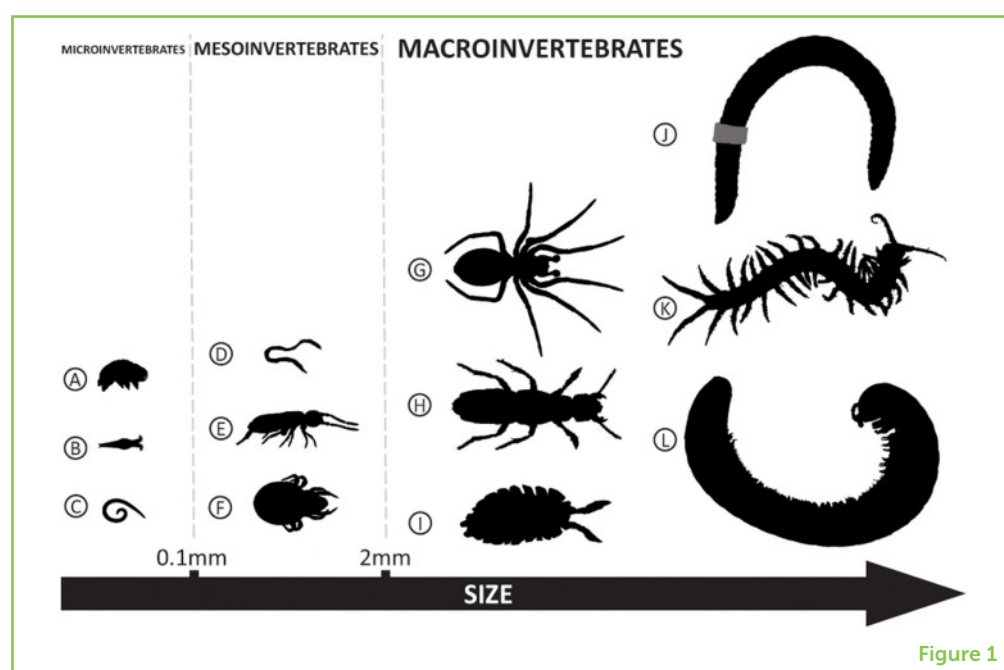 MICROINVERTEBRATES MESOINVERTEBRATES MACROINVERTEBRATES
J
G
K
D
A
H
E
B
L
C
F
I
0.1mm 2mm
SIZE
Figure 1